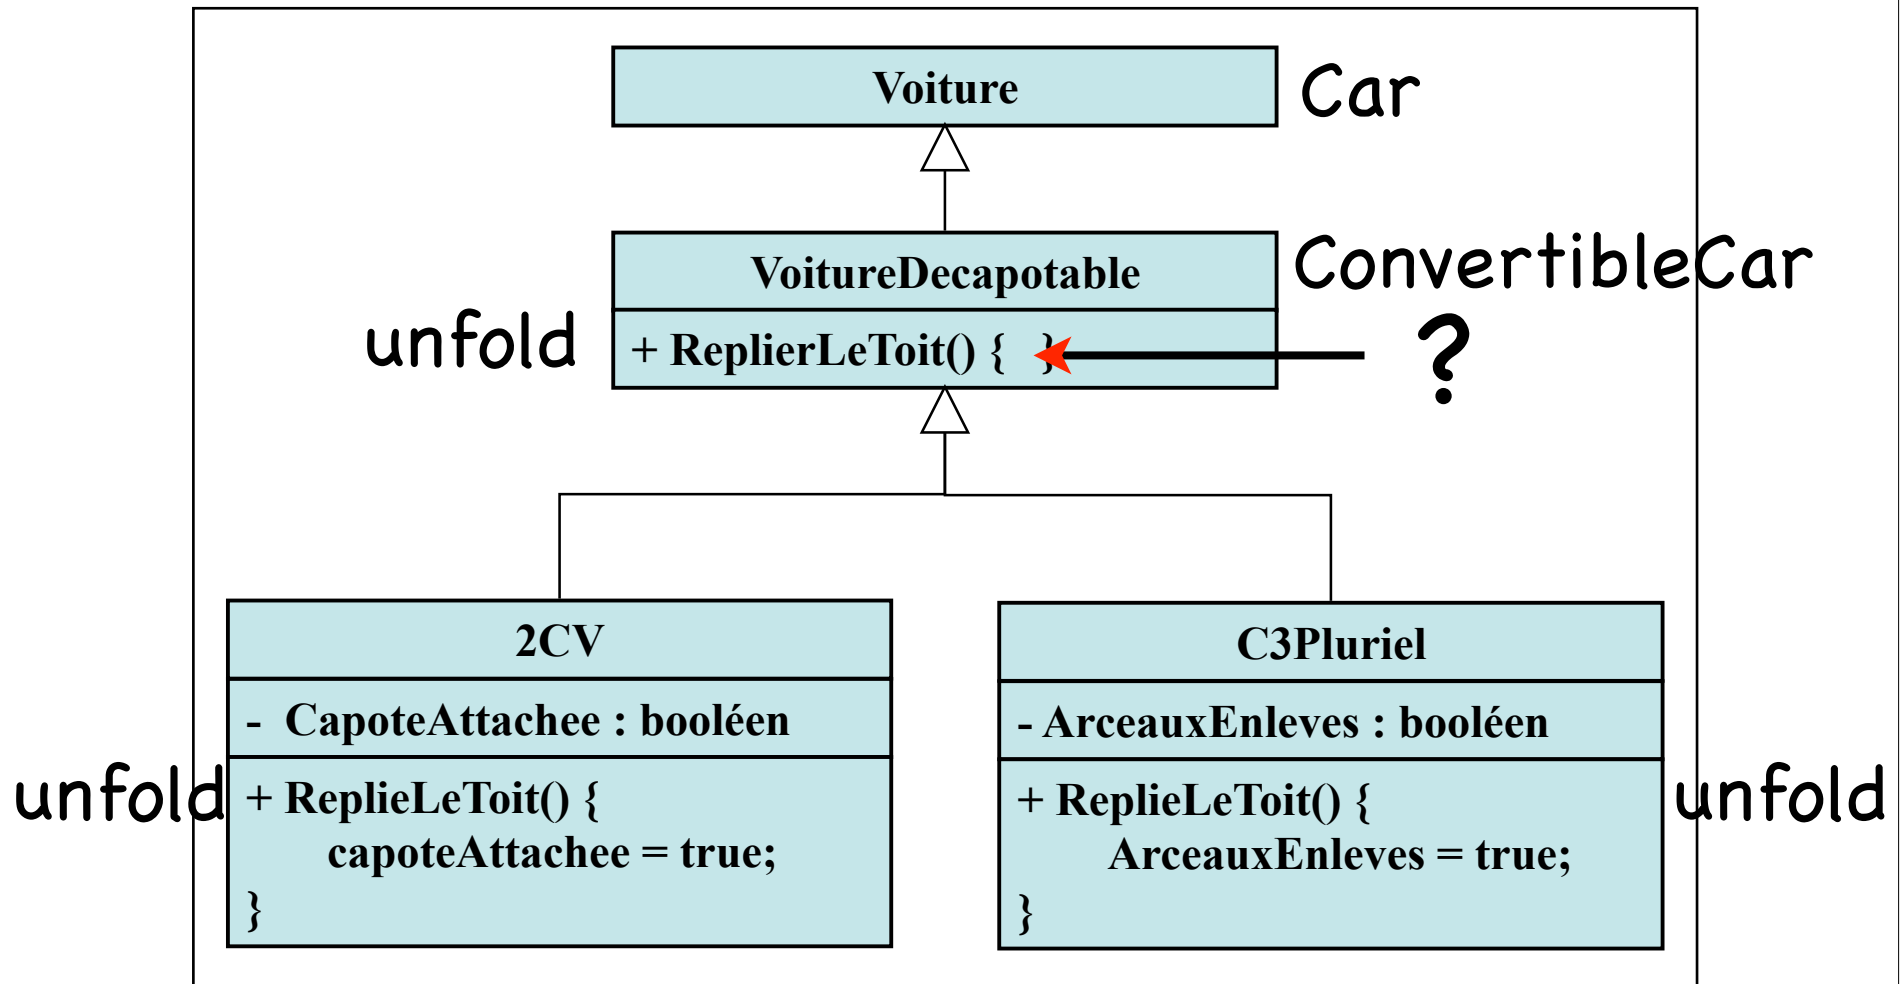 Voiture
Car
VoitureDecapotable
ConvertibleCar
unfold
+ ReplierLeToit() { }
?
2CV
- CapoteAttachee : booléen
unfold
+ ReplieLeToit() {
capoteAttachee = true;
}
C3Pluriel
- ArceauxEnleves : booléen
+ ReplieLeToit() {
ArceauxEnleves = true;
}
unfold